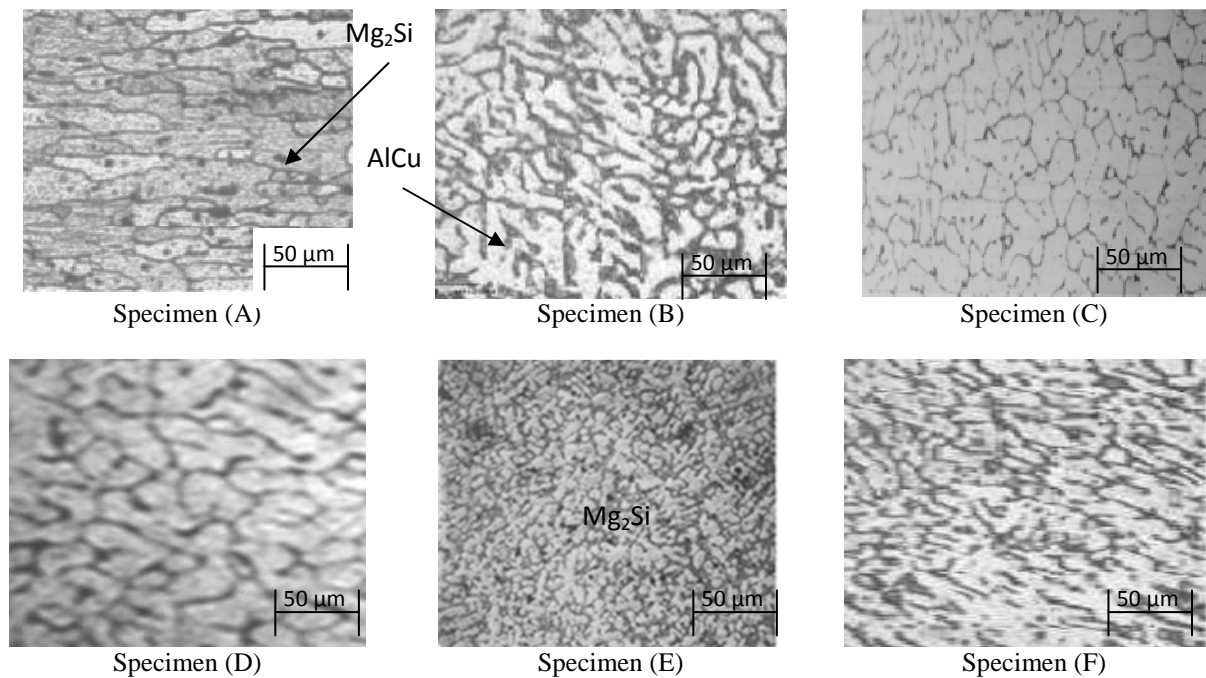 Mg₂Si
AlCu
50 µm
50 µm
50 µm
Specimen (A)
Specimen (B)
Specimen (C)
Mg₂Si
50 µm
50 µm
50 µm
Specimen (D)
Specimen (E)
Specimen (F)